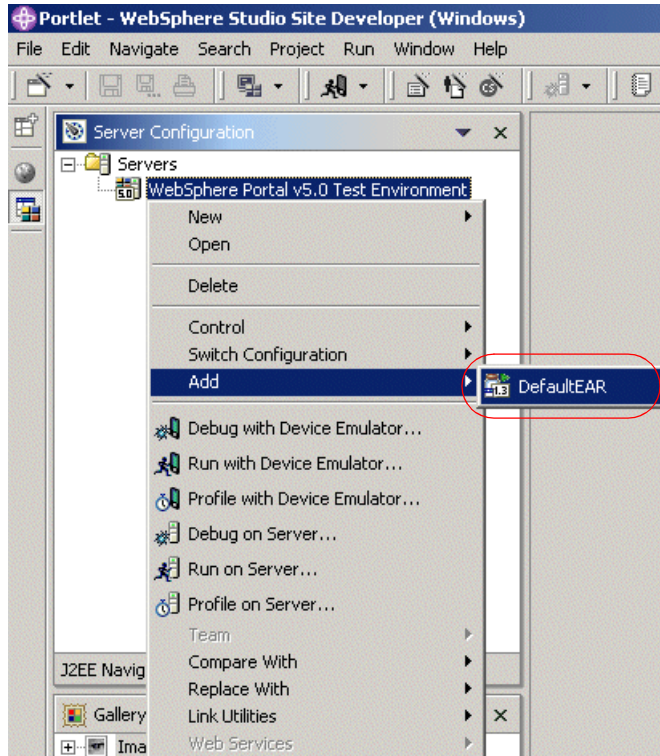 Portlet - WebSphere Studio Site Developer (Windows)
File Edit Navigate Search Project Run Window Help
Server Configuration
Servers
5.0 WebSphere Portal v5.0 Test Environment
New
Open
Delete
Control
Switch Configuration
Add
1.3 DefaultEAR
Debug with Device Emulator...
Run with Device Emulator...
Profile with Device Emulator...
Debug on Server...
Run on Server...
Profile on Server...
Team
Compare With
J2EE Navig
Replace With
Gallery
Link Utilities
Ima
Web Services